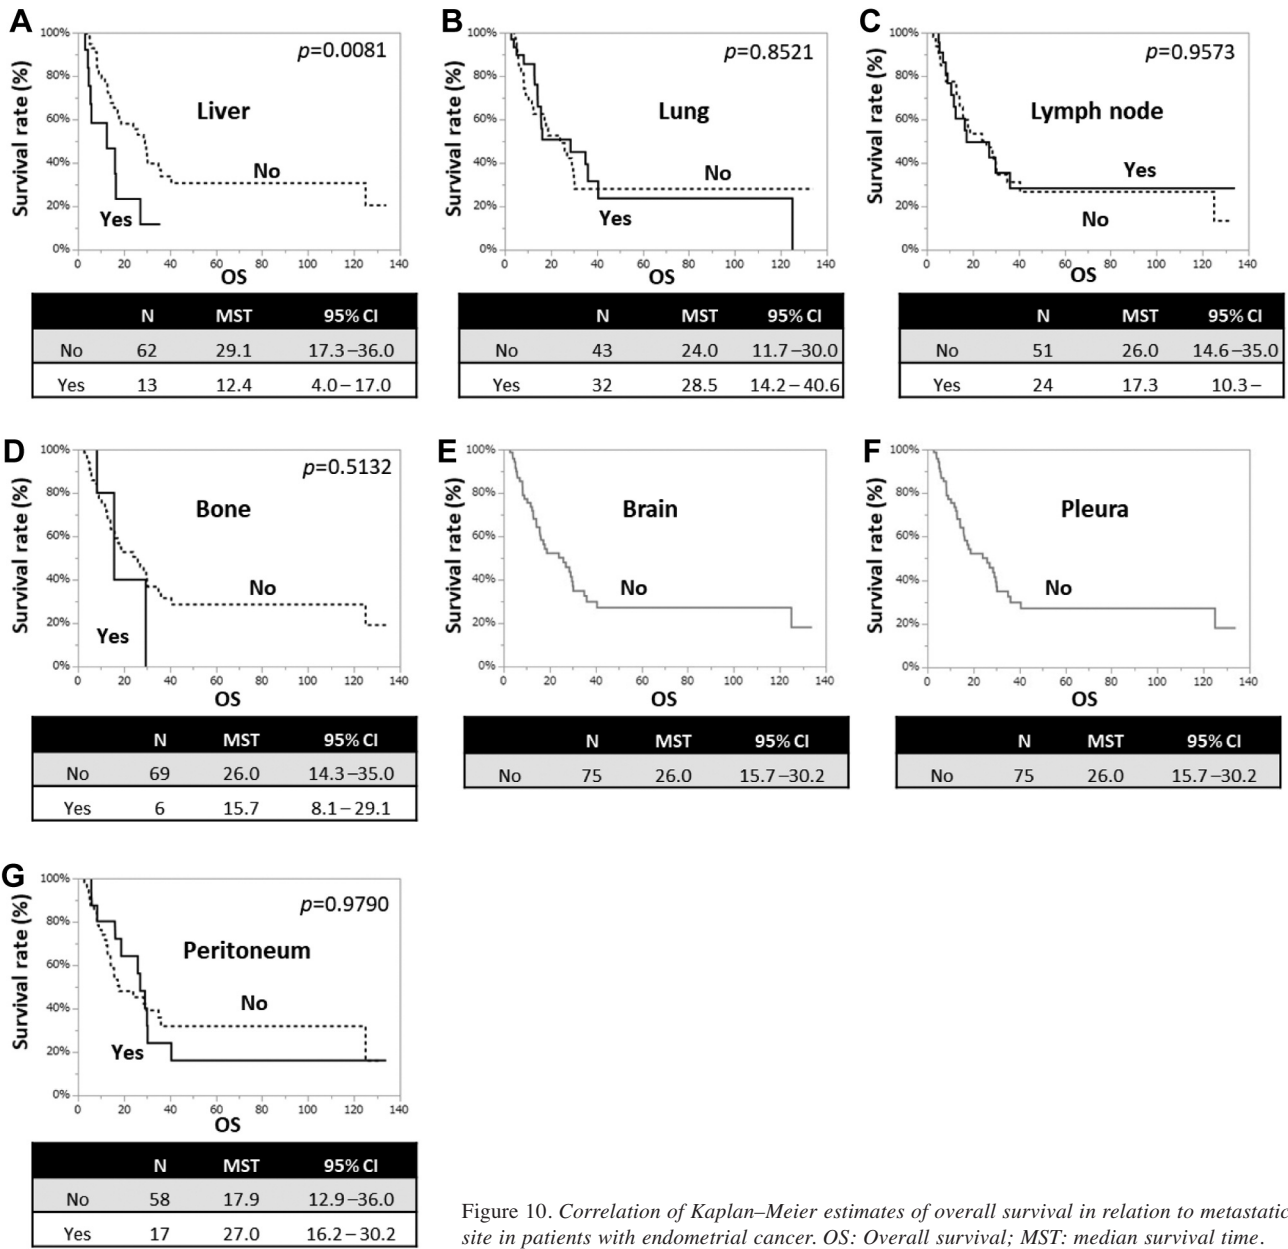 A
Survival rate (%)
100%
80%
60%
40%
20%
0%
p=0.0081
Liver
No
Yes
0 20 40 60 80 100 120 140
OS
N MST 95% CI
No 62 29.1 17.3–36.0
Yes 13 12.4 4.0–17.0
B
Survival rate (%)
100%
80%
60%
40%
20%
0%
p=0.8521
Lung
No
Yes
0 20 40 60 80 100 120 140
OS
N MST 95% CI
No 43 24.0 11.7–30.0
Yes 32 28.5 14.2–40.6
C
Survival rate (%)
100%
80%
60%
40%
20%
0%
p=0.9573
Lymph node
Yes
No
0 20 40 60 80 100 120 140
OS
N MST 95% CI
No 51 26.0 14.6–35.0
Yes 24 17.3 10.3–
D
Survival rate (%)
100%
80%
60%
40%
20%
0%
p=0.5132
Bone
No
Yes
0 20 40 60 80 100 120 140
OS
N MST 95% CI
No 69 26.0 14.3–35.0
Yes 6 15.7 8.1–29.1
E
Survival rate (%)
100%
80%
60%
40%
20%
0%
Brain
No
0 20 40 60 80 100 120 140
OS
N MST 95% CI
No 75 26.0 15.7–30.2
F
Survival rate (%)
100%
80%
60%
40%
20%
0%
Pleura
No
0 20 40 60 80 100 120 140
OS
N MST 95% CI
No 75 26.0 15.7–30.2
G
Survival rate (%)
100%
80%
60%
40%
20%
0%
p=0.9790
Peritoneum
No
Yes
0 20 40 60 80 100 120 140
OS
N MST 95% CI
No 58 17.9 12.9–36.0
Yes 17 27.0 16.2–30.2
Figure 10. Correlation of Kaplan–Meier estimates of overall survival in relation to metastatic
site in patients with endometrial cancer. OS: Overall survival; MST: median survival time.